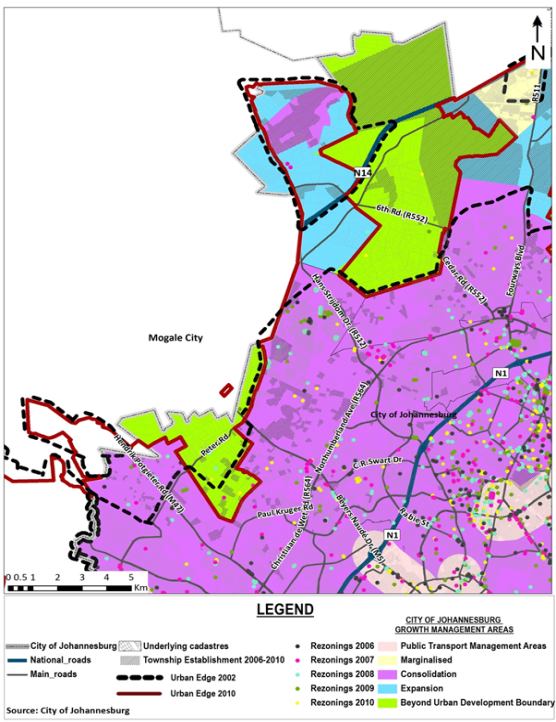 N
R511
N14
6th Rd (R552)
Cedar Rd (R552)
Fourways Blvd
Hans Strijdom Dr (R512)
Mogale City
N1
City of Johannesburg
Northumberland Ave (R564)
Peter Rd
Hendrik Potgieter Rd (M47)
C.R.Swart Dr
Paul Kruger Rd
Christiaan de Wet Rd (R564)
Beyers Naudé Dr (M5)
Rabie St
N1
0 0.5 1 2 3 4 5
Km
LEGEND
CITY OF JOHANNESBURG
GROWTH MANAGEMENT AREAS
City of Johannesburg
National_roads
Main_roads
Underlying cadastres
Township Establishment 2006-2010
Urban Edge 2002
Urban Edge 2010
Rezonings 2006
Rezonings 2007
Rezonings 2008
Rezonings 2009
Rezonings 2010
Public Transport Management Areas
Marginalised
Consolidation
Expansion
Beyond Urban Development Boundary
Source: City of Johannesburg